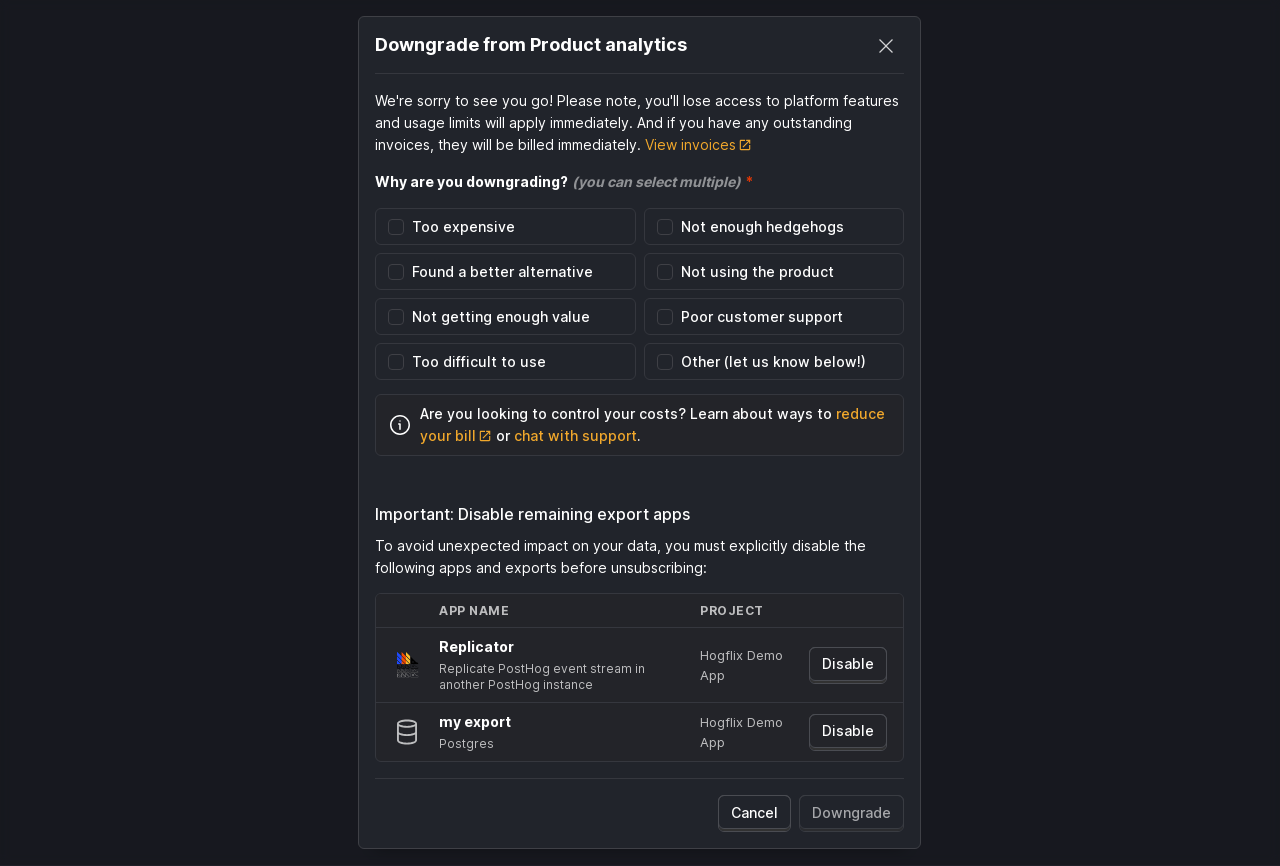 Downgrade from Product analytics
We're sorry to see you go! Please note, you'll lose access to platform features
and usage limits will apply immediately. And if you have any outstanding
invoices, they will be billed immediately. View invoices
Why are you downgrading? (you can select multiple) *
Too expensive
Not enough hedgehogs
Found a better alternative
Not using the product
Not getting enough value
Poor customer support
Too difficult to use
Other (let us know below!)
Are you looking to control your costs? Learn about ways to reduce
your bill or chat with support.
Important: Disable remaining export apps
To avoid unexpected impact on your data, you must explicitly disable the
following apps and exports before unsubscribing:
APP NAME PROJECT
Replicator
Replicate PostHog event stream in
another PostHog instance
Hogflix Demo
App
Disable
my export
Postgres
Hogflix Demo
App
Disable
Cancel
Downgrade